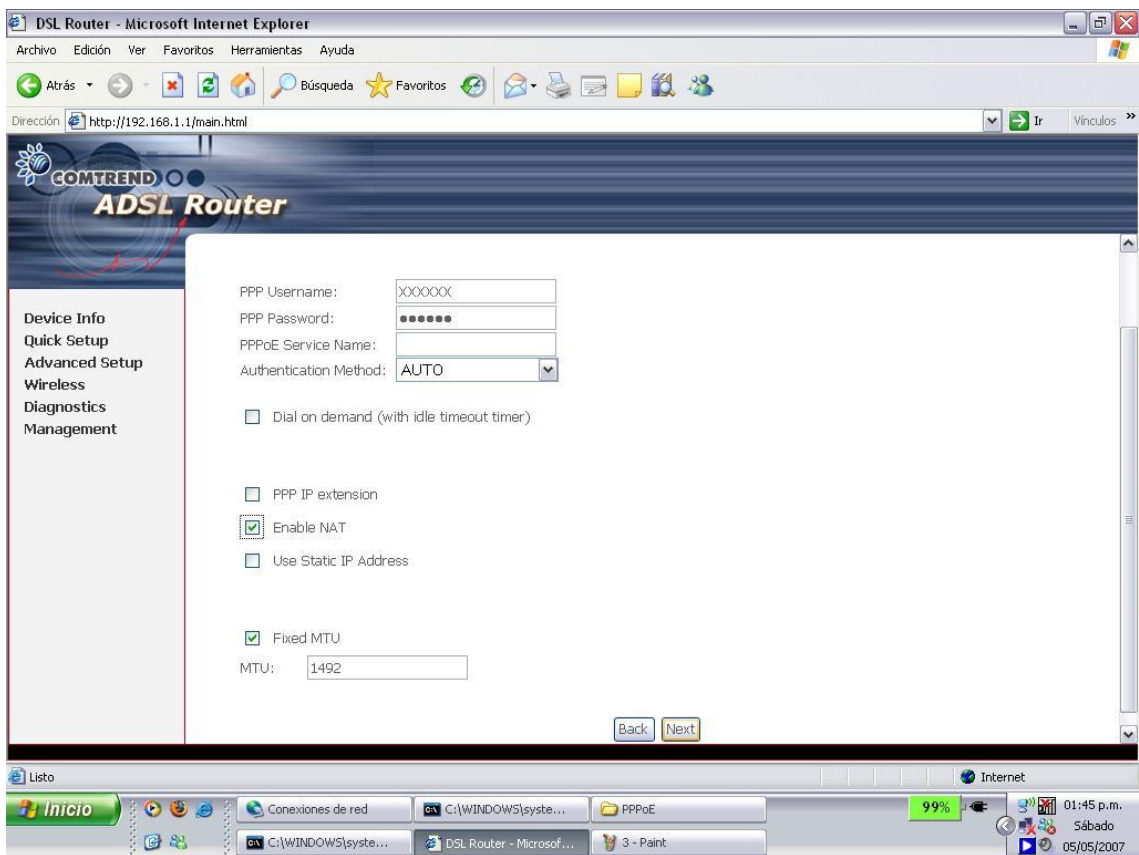 DSL Router - Microsoft Internet Explorer
Archivo Edición Ver Favoritos Herramientas Ayuda
Atrás Búsqueda Favoritos
Dirección http://192.168.1.1/main.html Ir Vínculos »
COMTREND
ADSL Router
Device Info
Quick Setup
Advanced Setup
Wireless
Diagnostics
Management
PPP Username: XXXXXX
PPP Password: ●●●●●●
PPPoE Service Name:
Authentication Method: AUTO
Dial on demand (with idle timeout timer)
PPP IP extension
Enable NAT
Use Static IP Address
Fixed MTU
MTU: 1492
Back Next
Listo Internet
Inicio Conexiones de red C:\WINDOWS\syste... PPPoE 99% 01:45 p.m.
C:\WINDOWS\syste... DSL Router - Microsof... 3 - Paint Sábado
05/05/2007